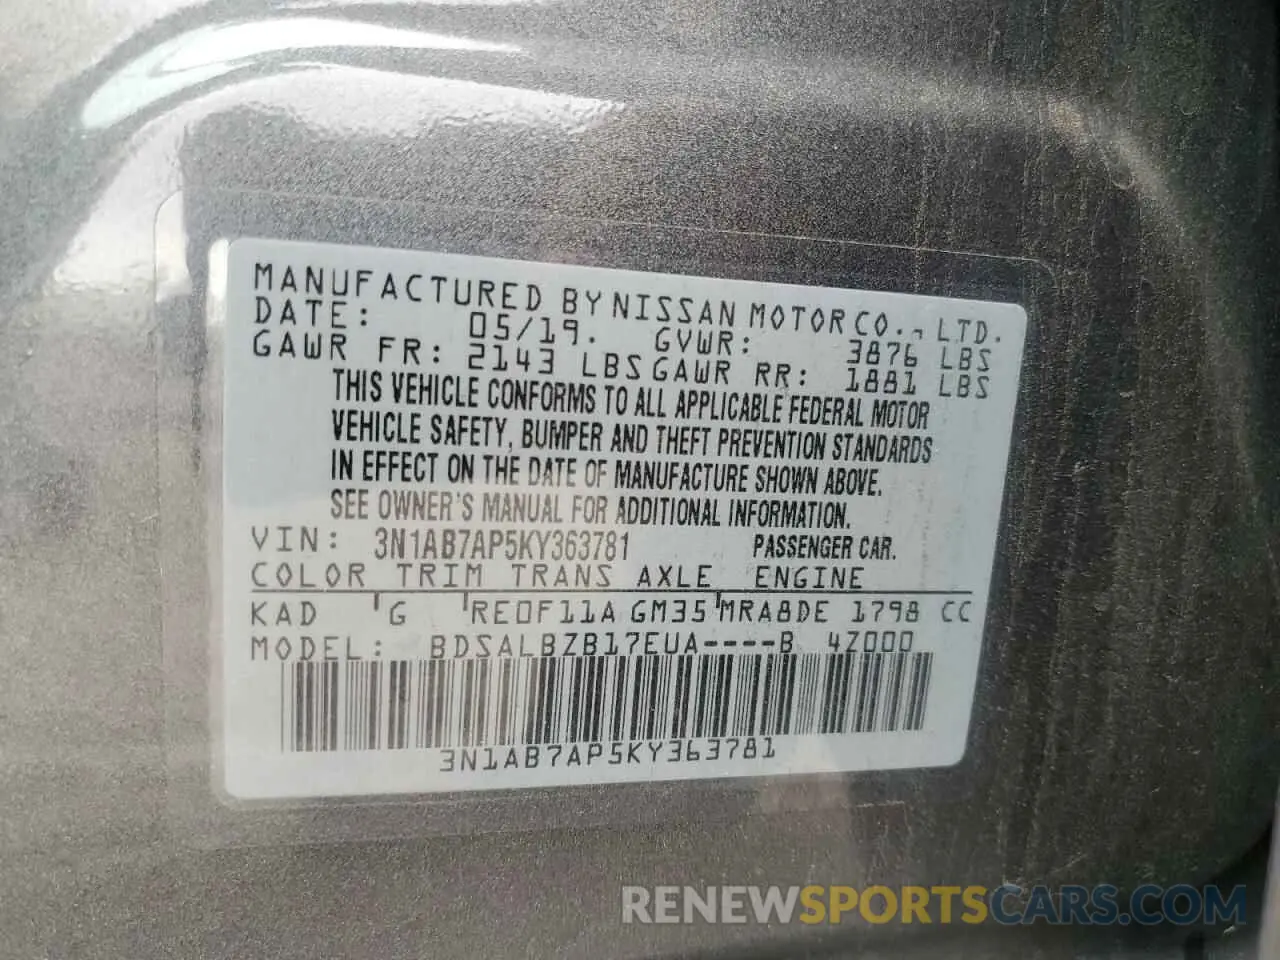 MANUFACTURED BY NISSAN MOTOR CO., LTD.
DATE: 05/19. GVWR: 3876 LBS
GAWR FR: 2143 LBS GAWR RR: 1881 LBS
THIS VEHICLE CONFORMS TO ALL APPLICABLE FEDERAL MOTOR
VEHICLE SAFETY, BUMPER AND THEFT PREVENTION STANDARDS
IN EFFECT ON THE DATE OF MANUFACTURE SHOWN ABOVE.
SEE OWNER'S MANUAL FOR ADDITIONAL INFORMATION.
VIN: 3N1AB7AP5KY363781 PASSENGER CAR.
COLOR TRIM TRANS AXLE ENGINE
KAD G RE0F11A GM35 MRA8DE 1798 CC
MODEL: BDSALBZB17EUA----B 4Z000
3N1AB7AP5KY363781
RENEWSPORTSCARS.COM